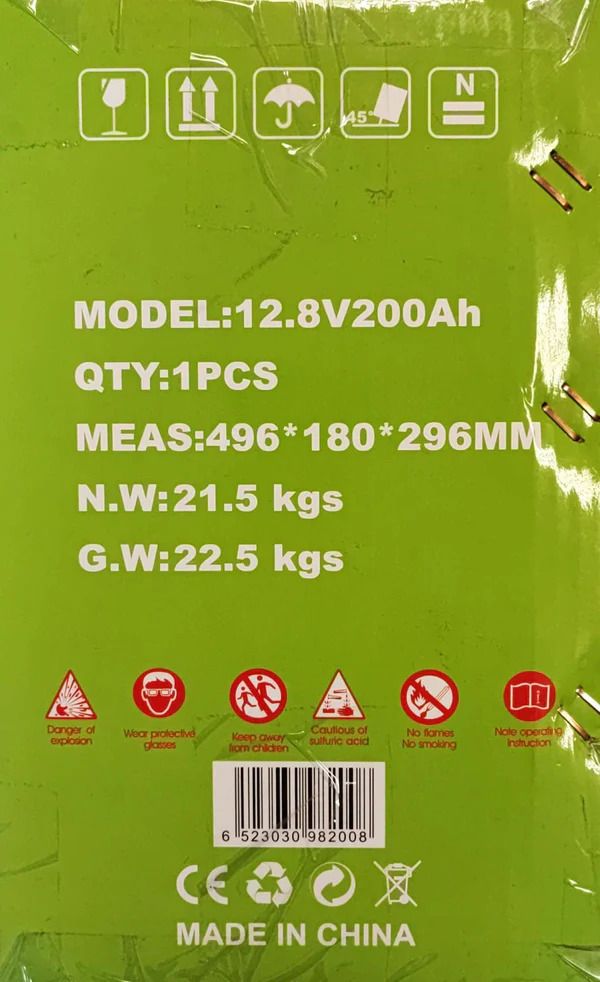 45°
N
MODEL:12.8V200Ah
QTY:1PCS
MEAS:496*180*296MM
N.W:21.5 kgs
G.W:22.5 kgs
Danger of
explosion
Wear protective
glasses
Keep away
from children
Cautious of
sulfuric acid
No flames
No smoking
Note operating
instruction
6 523030 982008
CE
MADE IN CHINA